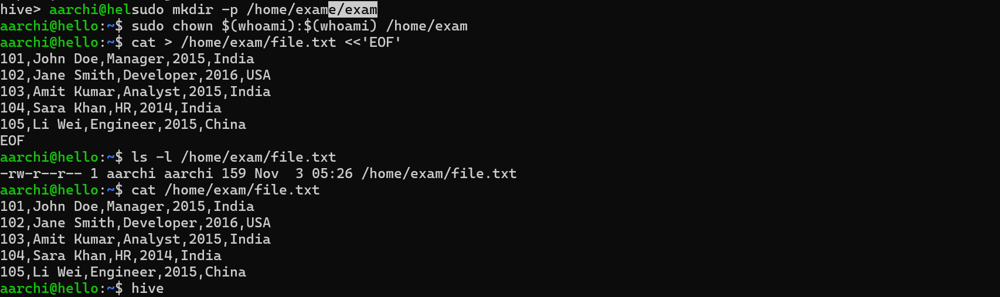 hive> aarchi@helsudo mkdir -p /home/exame/exam
aarchi@hello:~$ sudo chown $(whoami):$(whoami) /home/exam
aarchi@hello:~$ cat > /home/exam/file.txt <<'EOF'
101,John Doe,Manager,2015,India
102,Jane Smith,Developer,2016,USA
103,Amit Kumar,Analyst,2015,India
104,Sara Khan,HR,2014,India
105,Li Wei,Engineer,2015,China
EOF
aarchi@hello:~$ ls -l /home/exam/file.txt
-rw-r--r-- 1 aarchi aarchi 159 Nov  3 05:26 /home/exam/file.txt
aarchi@hello:~$ cat /home/exam/file.txt
101,John Doe,Manager,2015,India
102,Jane Smith,Developer,2016,USA
103,Amit Kumar,Analyst,2015,India
104,Sara Khan,HR,2014,India
105,Li Wei,Engineer,2015,China
aarchi@hello:~$ hive